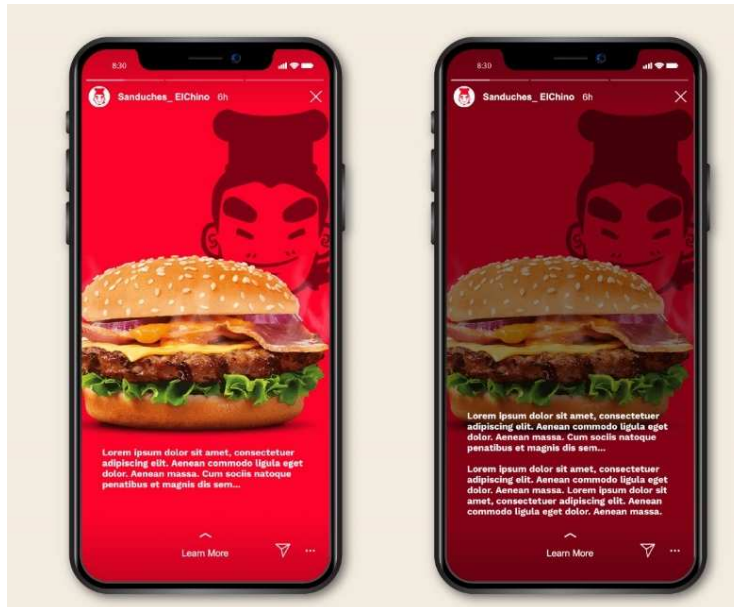 8:30
Sanduches_ ElChino 6h
Lorem ipsum dolor sit amet, consectetuer
adipiscing elit. Aenean commodo ligula eget
dolor. Aenean massa. Cum sociis natoque
penatibus et magnis dis sem...
Learn More
8:30
Sanduches_ ElChino 6h
Lorem ipsum dolor sit amet, consectetuer
adipiscing elit. Aenean commodo ligula eget
dolor. Aenean massa. Cum sociis natoque
penatibus et magnis dis sem...
Lorem ipsum dolor sit amet, consectetuer
adipiscing elit. Aenean commodo ligula eget
dolor. Aenean massa. Lorem ipsum dolor sit
amet, consectetuer adipiscing elit. Aenean
commodo ligula eget dolor. Aenean massa.
Learn More